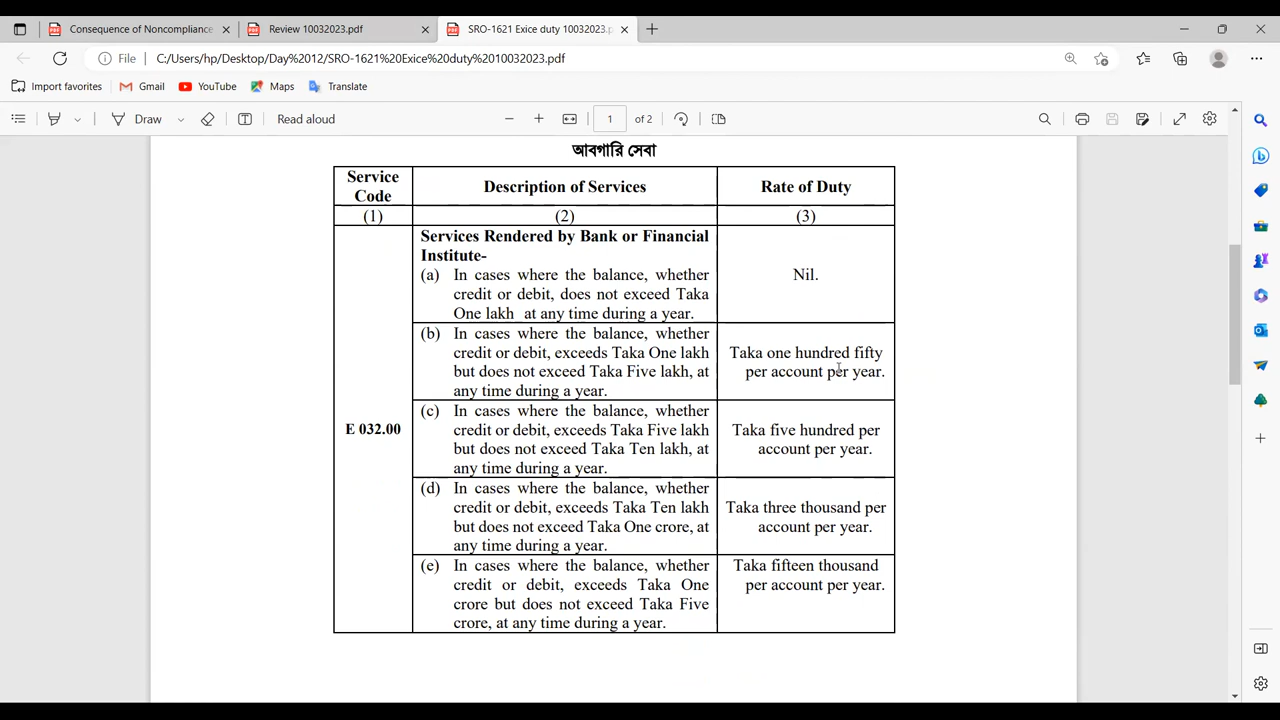 Consequence of Noncompliance
Review 10032023.pdf
SRO-1621 Exice duty 10032023.p
File
C:/Users/hp/Desktop/Day%2012/SRO-1621%20Exice%20duty%2010032023.pdf
Import favorites
Gmail
YouTube
Maps
Translate
Draw
Read aloud
1
of 2
আবগারি সেবা
Service
Code
Description of Services
Rate of Duty
(1)
(2)
(3)
E 032.00
Services Rendered by Bank or Financial
Institute-
(a) In cases where the balance, whether
credit or debit, does not exceed Taka
One lakh at any time during a year.
Nil.
(b) In cases where the balance, whether
credit or debit, exceeds Taka One lakh
but does not exceed Taka Five lakh, at
any time during a year.
Taka one hundred fifty
per account per year.
(c) In cases where the balance, whether
credit or debit, exceeds Taka Five lakh
but does not exceed Taka Ten lakh, at
any time during a year.
Taka five hundred per
account per year.
(d) In cases where the balance, whether
credit or debit, exceeds Taka Ten lakh
but does not exceed Taka One crore, at
any time during a year.
Taka three thousand per
account per year.
(e) In cases where the balance, whether
credit or debit, exceeds Taka One
crore but does not exceed Taka Five
crore, at any time during a year.
Taka fifteen thousand
per account per year.